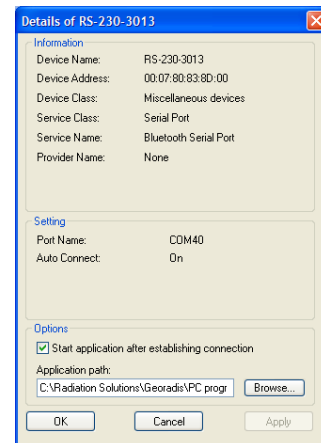 Details of RS-230-3013
Information
Device Name: RS-230-3013
Device Address: 00:07:80:83:8D:00
Device Class: Miscellaneous devices
Service Class: Serial Port
Service Name: Bluetooth Serial Port
Provider Name: None
Setting
Port Name: COM40
Auto Connect: On
Options
Start application after establishing connection
Application path:
C:\Radiation Solutions\Georadis\PC progr Browse...
OK Cancel Apply